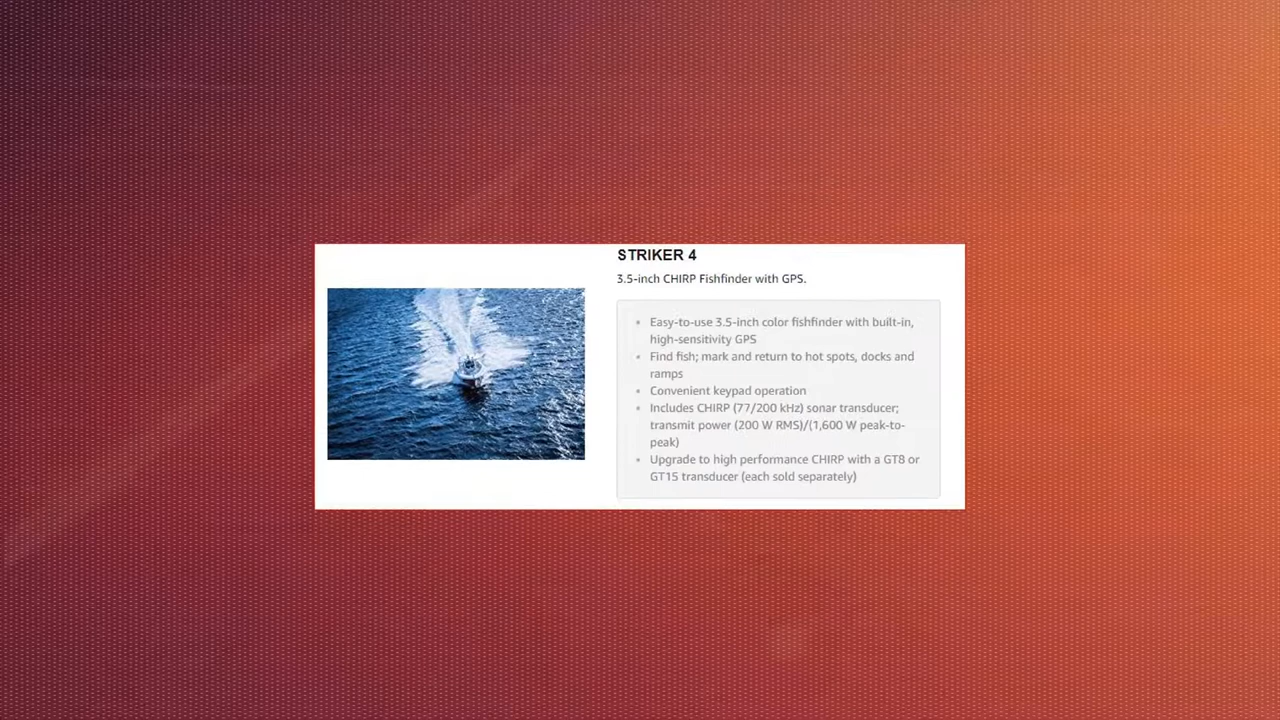 STRIKER 4
3.5-inch CHIRP Fishfinder with GPS.
Easy-to-use 3.5-inch color fishfinder with built-in,
high-sensitivity GPS
Find fish; mark and return to hot spots, docks and
ramps
Convenient keypad operation
Includes CHIRP (77/200 kHz) sonar transducer;
transmit power (200 W RMS)/(1,600 W peak-to-
peak)
Upgrade to high performance CHIRP with a GT8 or
GT15 transducer (each sold separately)